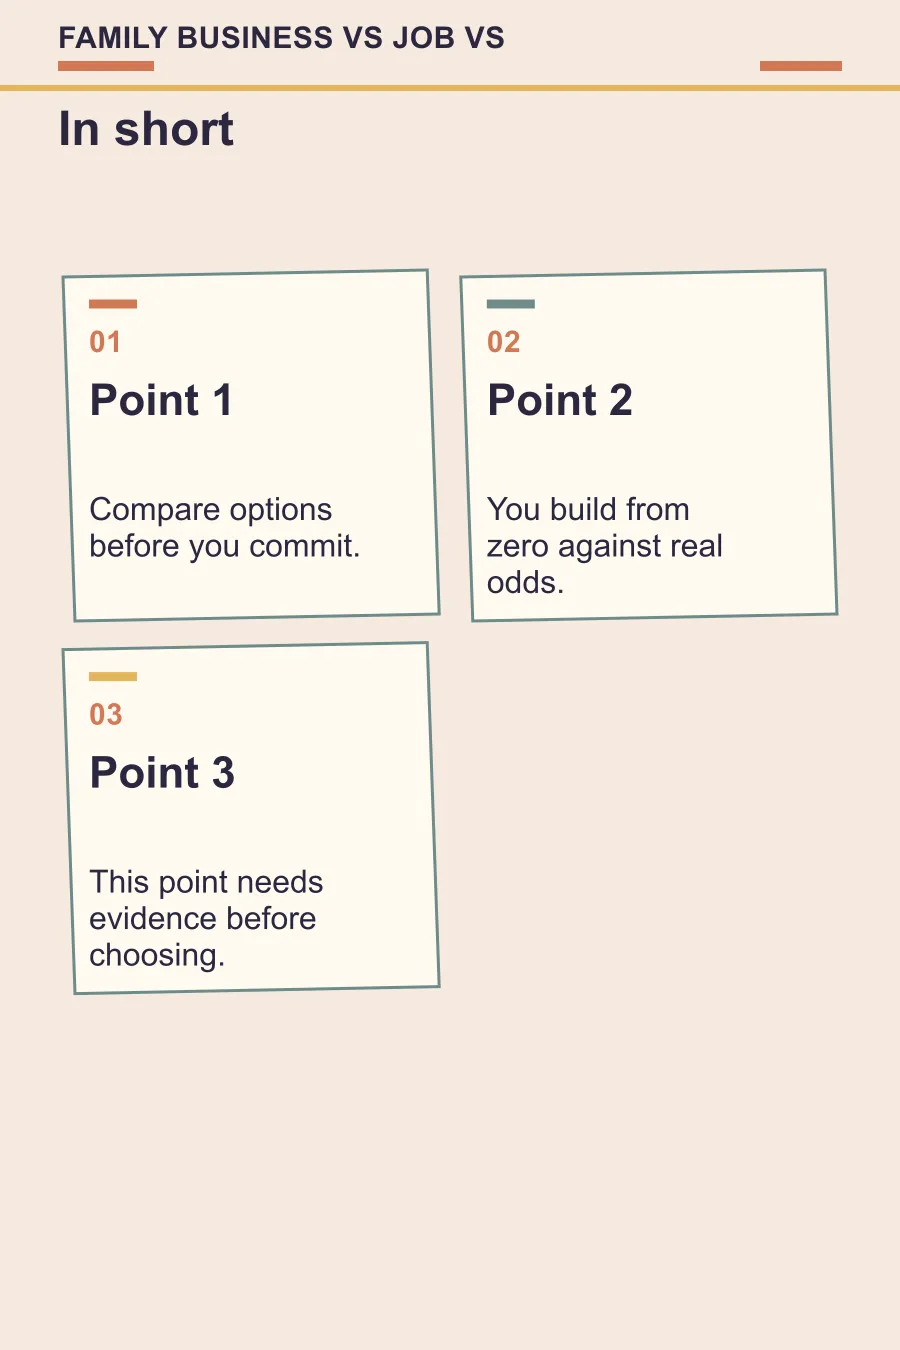 FAMILY BUSINESS VS JOB VS
In short
01
Point 1
Compare options
before you commit.
02
Point 2
You build from
zero against real
odds.
03
Point 3
This point needs
evidence before
choosing.